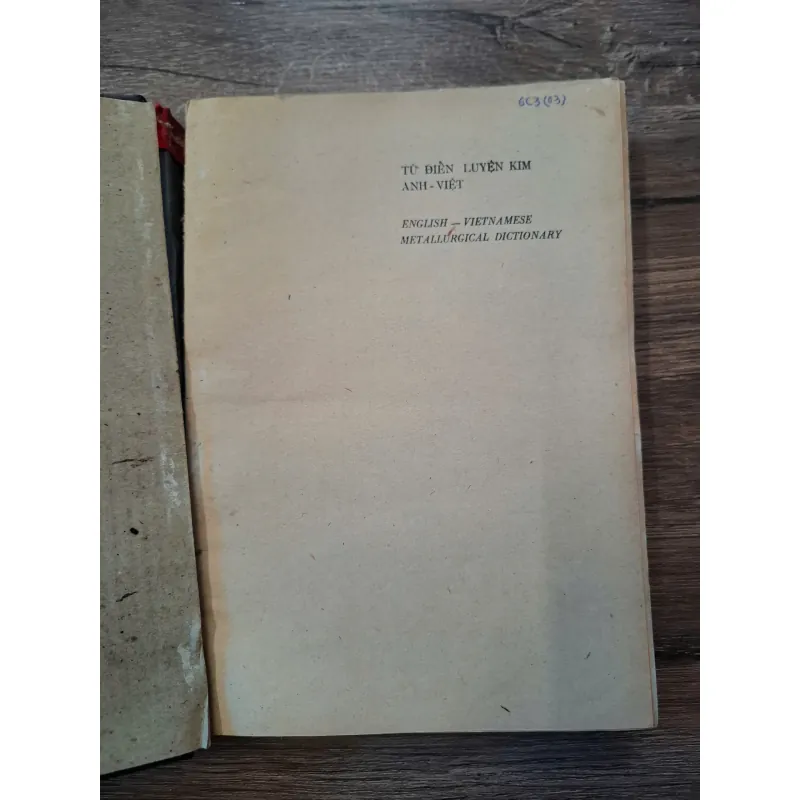 6C3(03)
TỪ ĐIỂN LUYỆN KIM
ANH - VIỆT
ENGLISH — VIETNAMESE
METALLURGICAL DICTIONARY